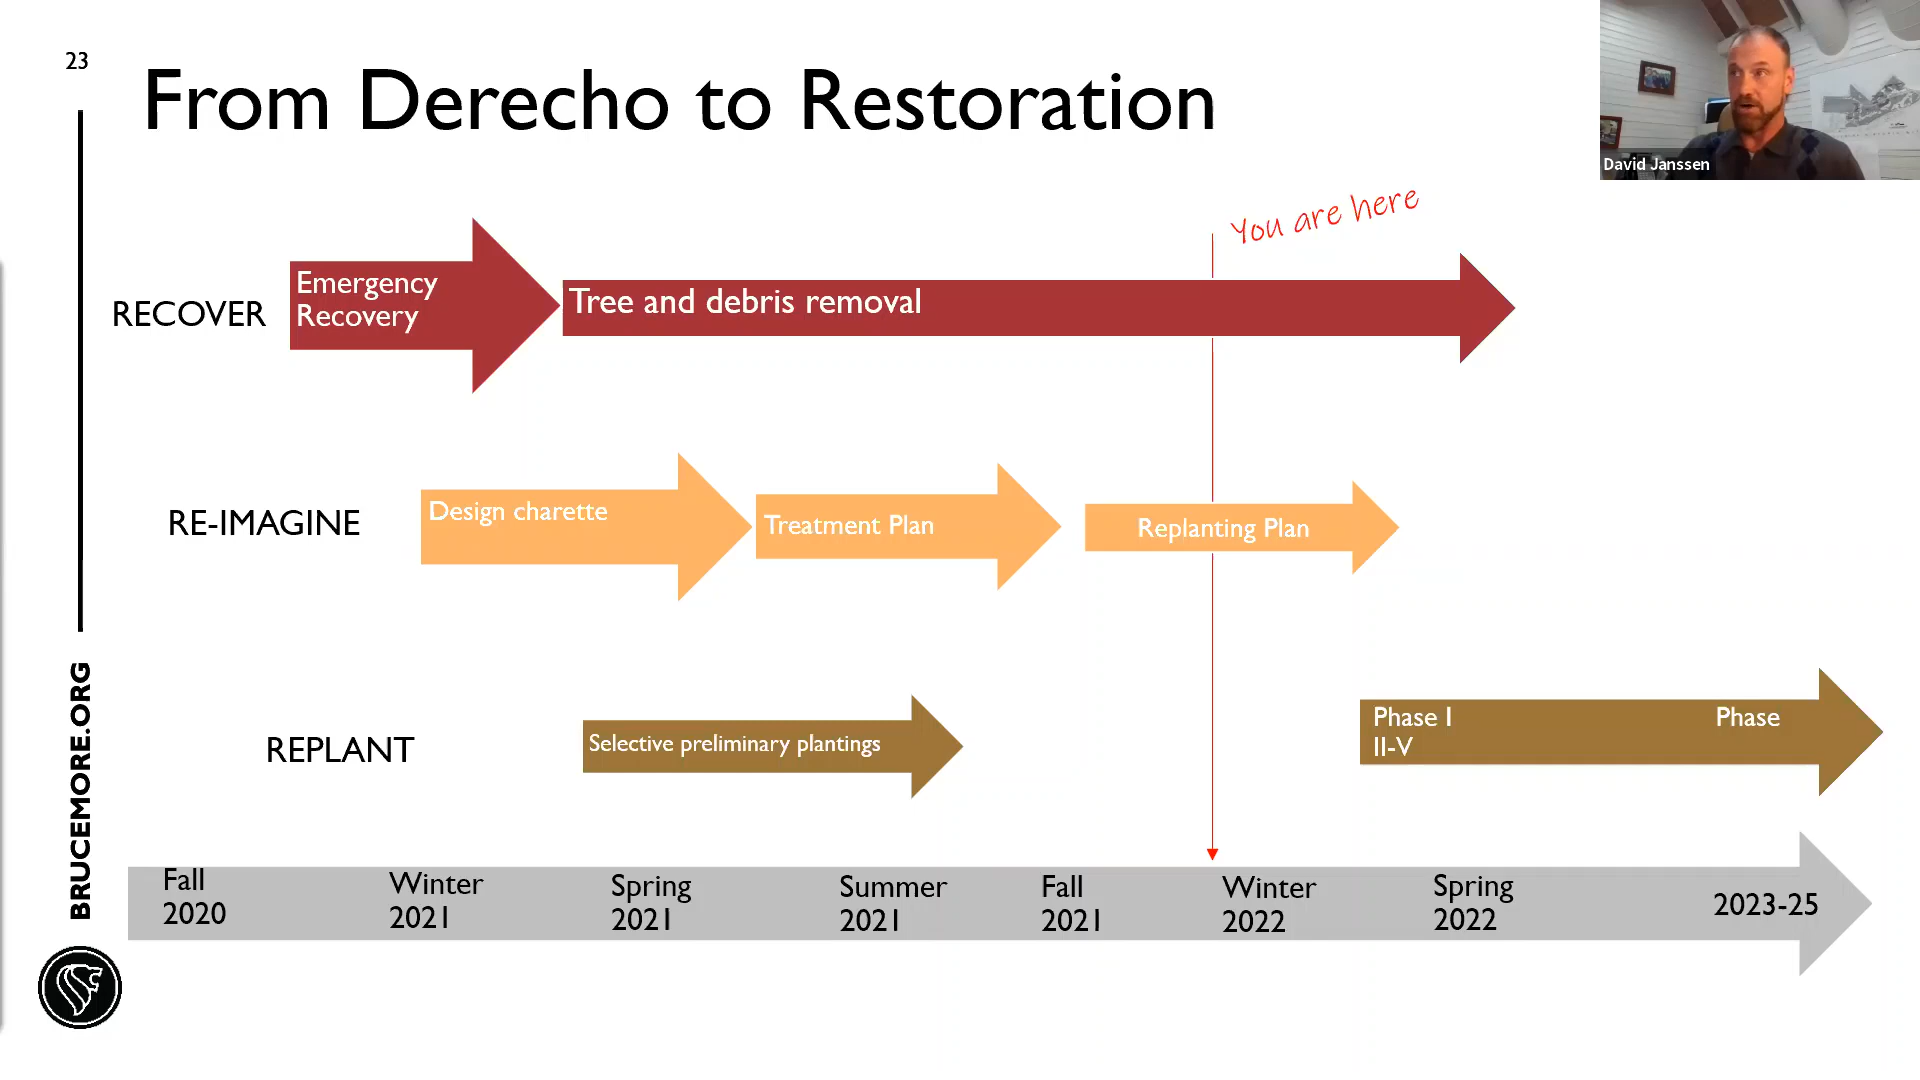 23
From Derecho to Restoration
David Janssen
You are here
RECOVER
Emergency
Recovery
Tree and debris removal
RE-IMAGINE
Design charette
Treatment Plan
Replanting Plan
REPLANT
Selective preliminary plantings
Phase I Phase
II-V
BRUCEMORE.ORG
Fall
2020
Winter
2021
Spring
2021
Summer
2021
Fall
2021
Winter
2022
Spring
2022
2023-25